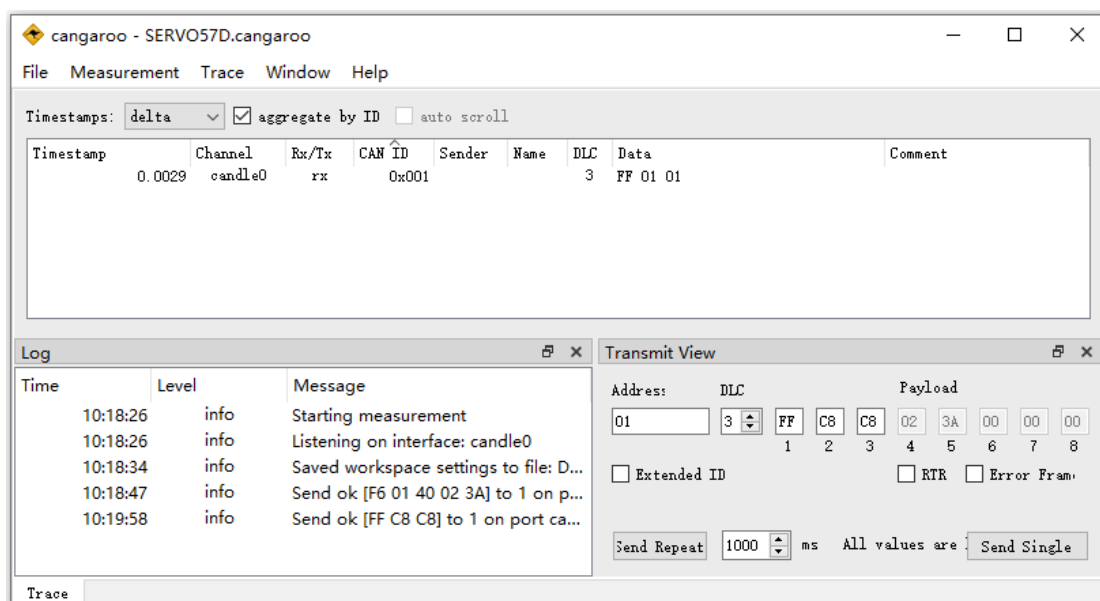 cangaroo - SERVO57D.cangaroo
File Measurement Trace Window Help
Timestamps: delta aggregate by ID auto scroll
Timestamp Channel Rx/Tx CAN ID Sender Name DLC Data Comment
0.0029 candle0 rx 0x001 3 FF 01 01
Log
Time Level Message
10:18:26 info Starting measurement
10:18:26 info Listening on interface: candle0
10:18:34 info Saved workspace settings to file: D...
10:18:47 info Send ok [F6 01 40 02 3A] to 1 on p...
10:19:58 info Send ok [FF C8 C8] to 1 on port ca...
Transmit View
Address DLC Payload
01 3 FF C8 C8 02 3A 00 00 00
1 2 3 4 5 6 7 8
Extended ID RTR Error Fram
Send Repeat 1000 ms All values are Send Single
Trace